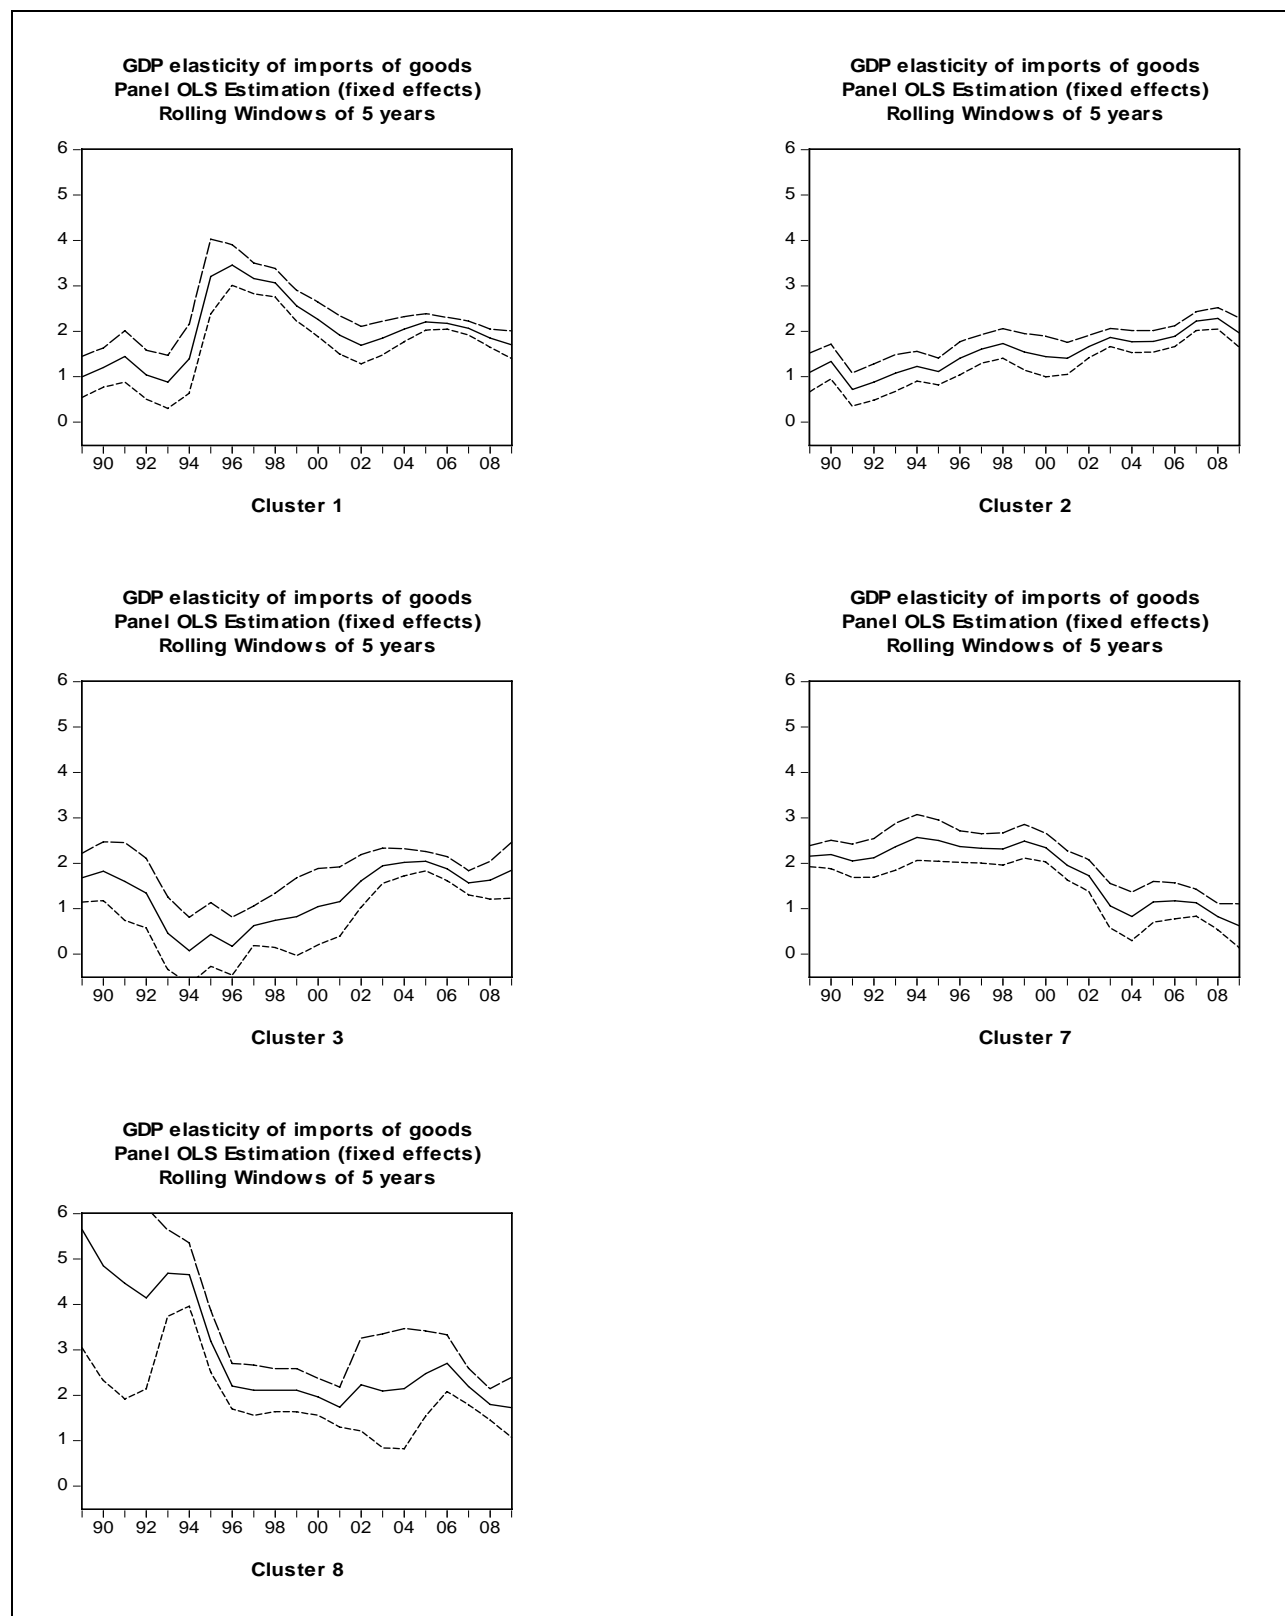 GDP elasticity of imports of goods
Panel OLS Estimation (fixed effects)
Rolling Windows of 5 years
6
5
4
3
2
1
0
90 92 94 96 98 00 02 04 06 08
Cluster 1
GDP elasticity of imports of goods
Panel OLS Estimation (fixed effects)
Rolling Windows of 5 years
6
5
4
3
2
1
0
90 92 94 96 98 00 02 04 06 08
Cluster 2
GDP elasticity of imports of goods
Panel OLS Estimation (fixed effects)
Rolling Windows of 5 years
6
5
4
3
2
1
0
90 92 94 96 98 00 02 04 06 08
Cluster 3
GDP elasticity of imports of goods
Panel OLS Estimation (fixed effects)
Rolling Windows of 5 years
6
5
4
3
2
1
0
90 92 94 96 98 00 02 04 06 08
Cluster 7
GDP elasticity of imports of goods
Panel OLS Estimation (fixed effects)
Rolling Windows of 5 years
6
5
4
3
2
1
0
90 92 94 96 98 00 02 04 06 08
Cluster 8